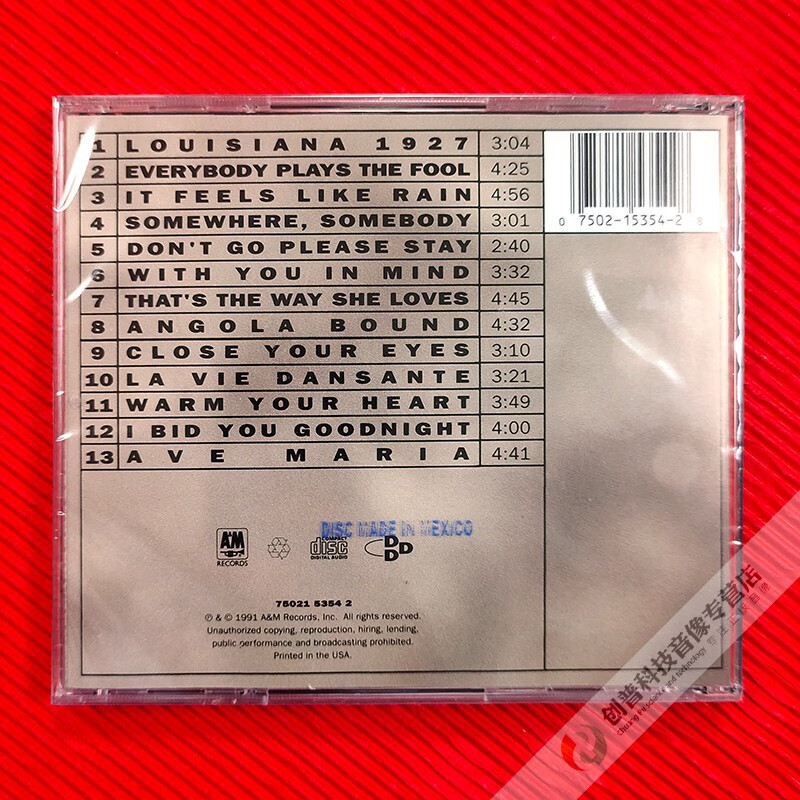 1 LOUISIANA 1927 3:04
2 EVERYBODY PLAYS THE FOOL 4:25
3 IT FEELS LIKE RAIN 4:56
4 SOMEWHERE, SOMEBODY 3:01
5 DON'T GO PLEASE STAY 2:40
6 WITH YOU IN MIND 3:32
7 THAT'S THE WAY SHE LOVES 4:45
8 ANGOLA BOUND 4:32
9 CLOSE YOUR EYES 3:10
10 LA VIE DANSANTE 3:21
11 WARM YOUR HEART 3:49
12 I BID YOU GOODNIGHT 4:00
13 AVE MARIA 4:41
0 7502-15354-2 8
DISC MADE IN MEXICO
A&M
RECORDS
COMPACT
disc
DIGITAL AUDIO
DDD
75021 5354 2
℗ & © 1991 A&M Records, Inc. All rights reserved.
Unauthorized copying, reproduction, hiring, lending,
public performance and broadcasting prohibited.
Printed in the USA.
创普科技音像专营店